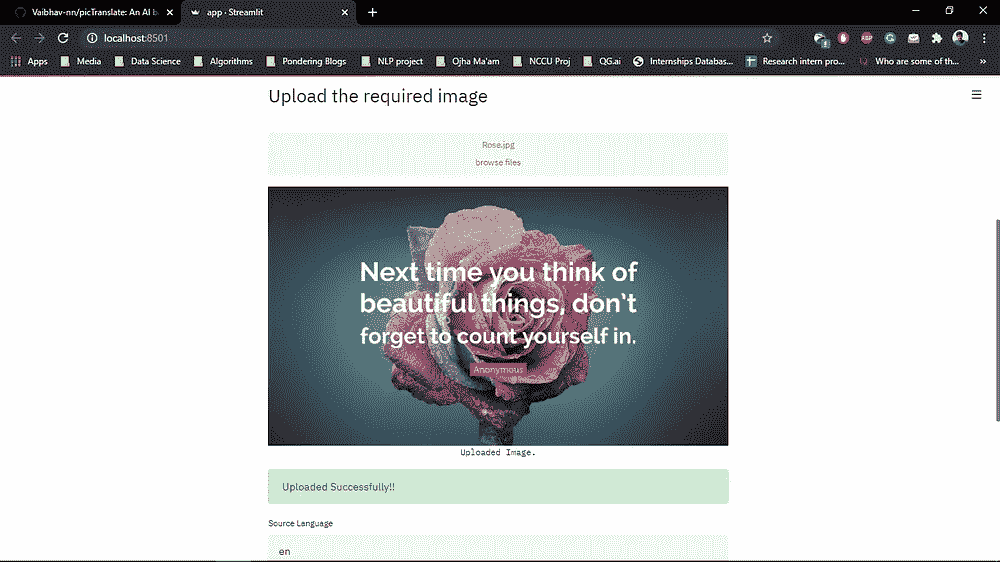 Vaibhav-nn/picTranslate: An AI b
app · Streamlit
localhost:8501
Apps
Media
Data Science
Algorithms
Pondering Blogs
NLP project
Ojha Ma'am
NCCU Proj
QG.ai
Internships Databas...
Research intern pro...
Who are some of th...
»
Upload the required image
Rose.jpg
browse files
Next time you think of
beautiful things, don't
forget to count yourself in.
Anonymous
Uploaded Image.
Uploaded Successfully!!
Source Language
en